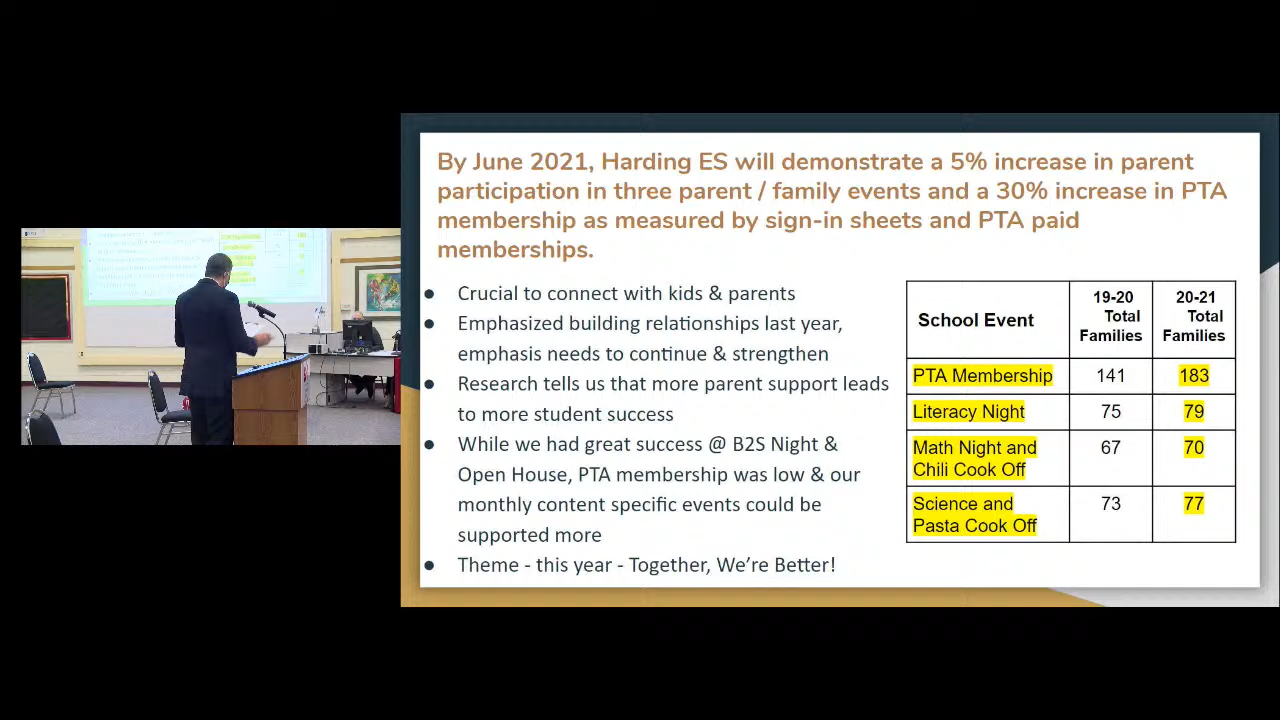 By June 2021, Harding ES will demonstrate a 5% increase in parent
participation in three parent / family events and a 30% increase in PTA
membership as measured by sign-in sheets and PTA paid
memberships.
● Crucial to connect with kids & parents
● Emphasized building relationships last year,
emphasis needs to continue & strengthen
● Research tells us that more parent support leads
to more student success
● While we had great success @ B2S Night &
Open House, PTA membership was low & our
monthly content specific events could be
supported more
● Theme - this year - Together, We’re Better!
School Event
19-20
Total
Families
20-21
Total
Families
PTA Membership 141 183
Literacy Night 75 79
Math Night and
Chili Cook Off
67 70
Science and
Pasta Cook Off
73 77